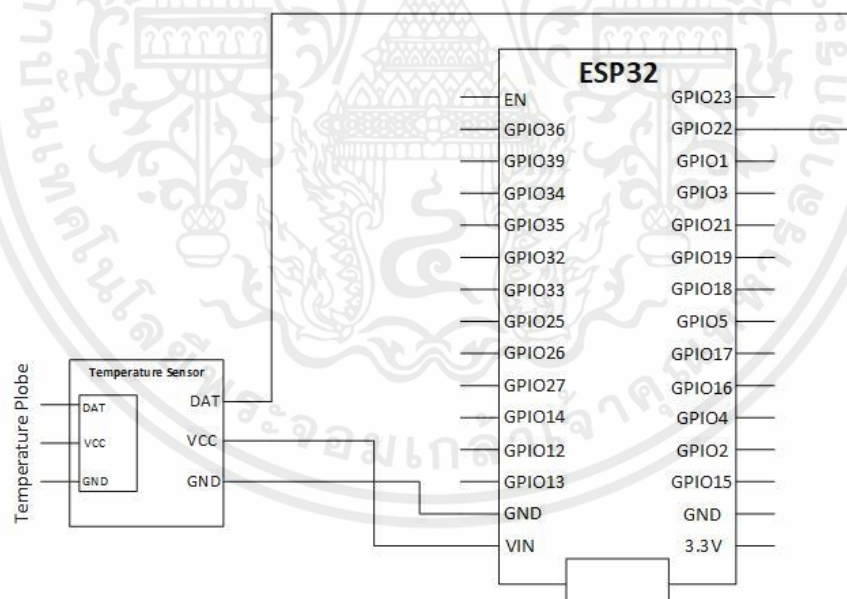 ESP32
EN
GPIO36
GPIO39
GPIO34
GPIO35
GPIO32
GPIO33
GPIO25
GPIO26
GPIO27
GPIO14
GPIO12
GPIO13
GND
VIN
GPIO23
GPIO22
GPIO1
GPIO3
GPIO21
GPIO19
GPIO18
GPIO5
GPIO17
GPIO16
GPIO4
GPIO2
GPIO15
GND
3.3V
Temperature Plobe
Temperature Sensor
DAT
VCC
GND
DAT
VCC
GND